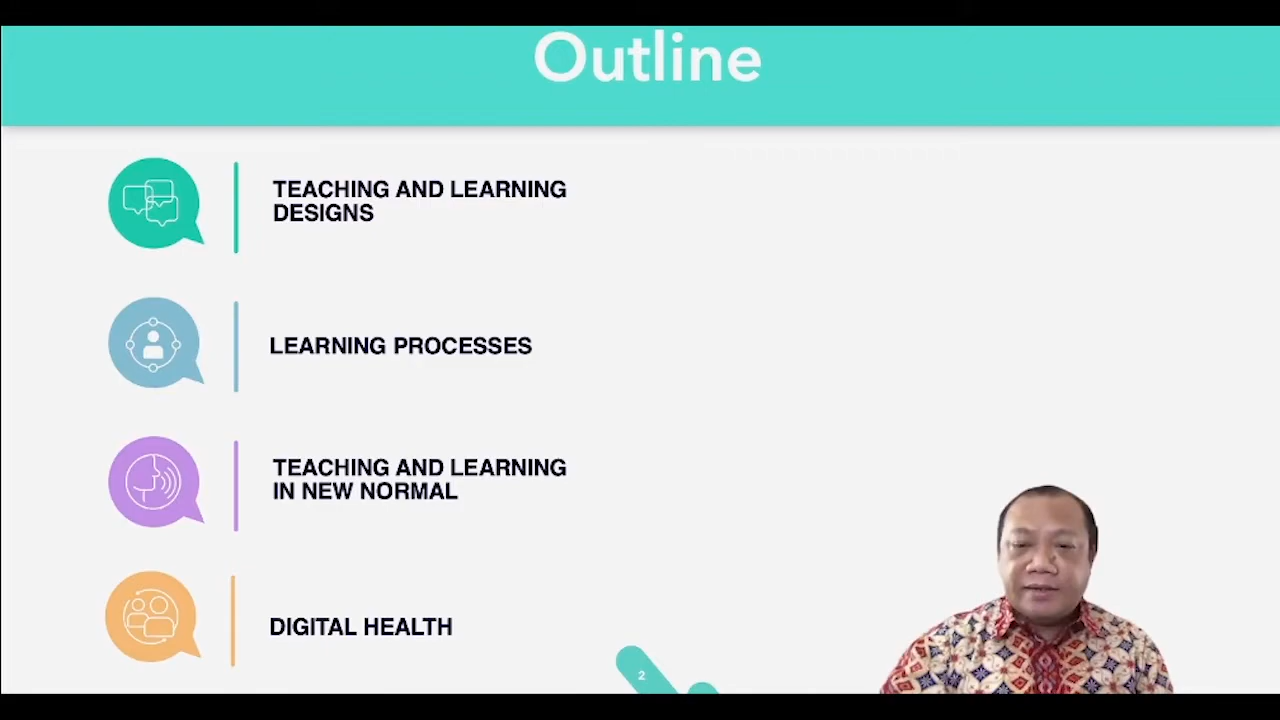 Outline
TEACHING AND LEARNING
DESIGNS
LEARNING PROCESSES
TEACHING AND LEARNING
IN NEW NORMAL
DIGITAL HEALTH
2